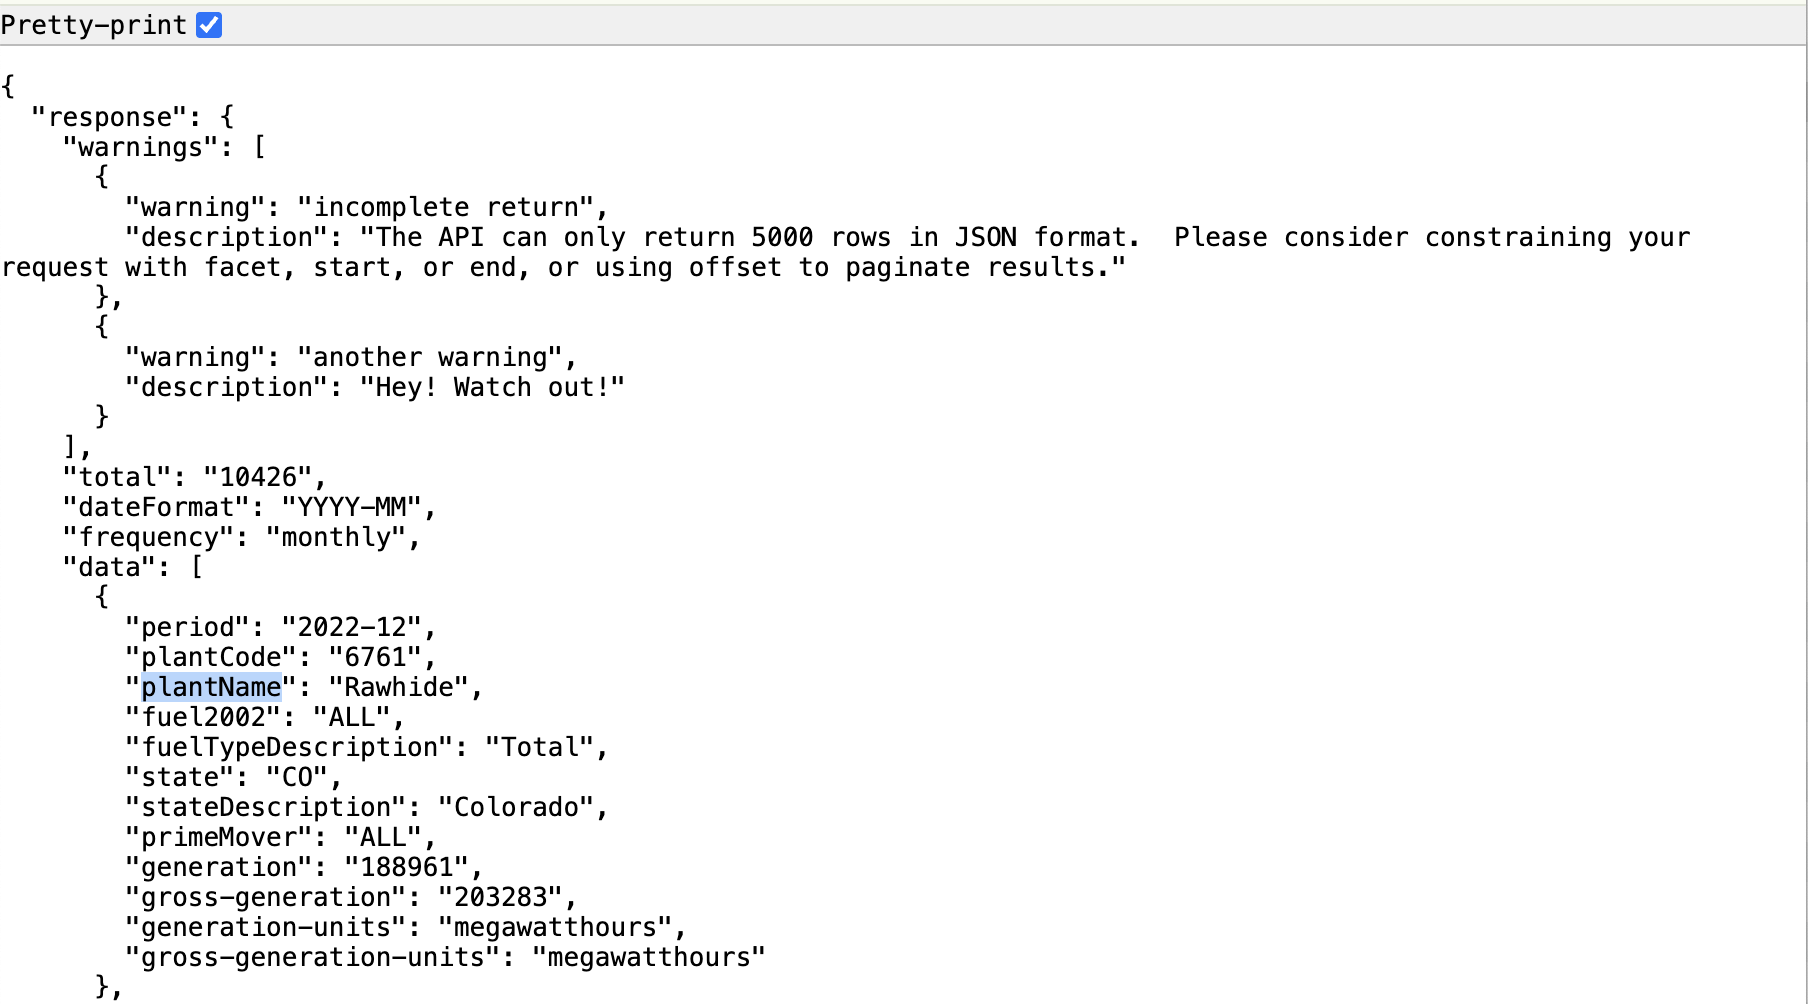 Pretty-print
{
  "response": {
    "warnings": [
      {
        "warning": "incomplete return",
        "description": "The API can only return 5000 rows in JSON format.  Please consider constraining your
request with facet, start, or end, or using offset to paginate results."
      },
      {
        "warning": "another warning",
        "description": "Hey! Watch out!"
      }
    ],
    "total": "10426",
    "dateFormat": "YYYY-MM",
    "frequency": "monthly",
    "data": [
      {
        "period": "2022-12",
        "plantCode": "6761",
        "plantName": "Rawhide",
        "fuel2002": "ALL",
        "fuelTypeDescription": "Total",
        "state": "CO",
        "stateDescription": "Colorado",
        "primeMover": "ALL",
        "generation": "188961",
        "gross-generation": "203283",
        "generation-units": "megawatthours",
        "gross-generation-units": "megawatthours"
      },